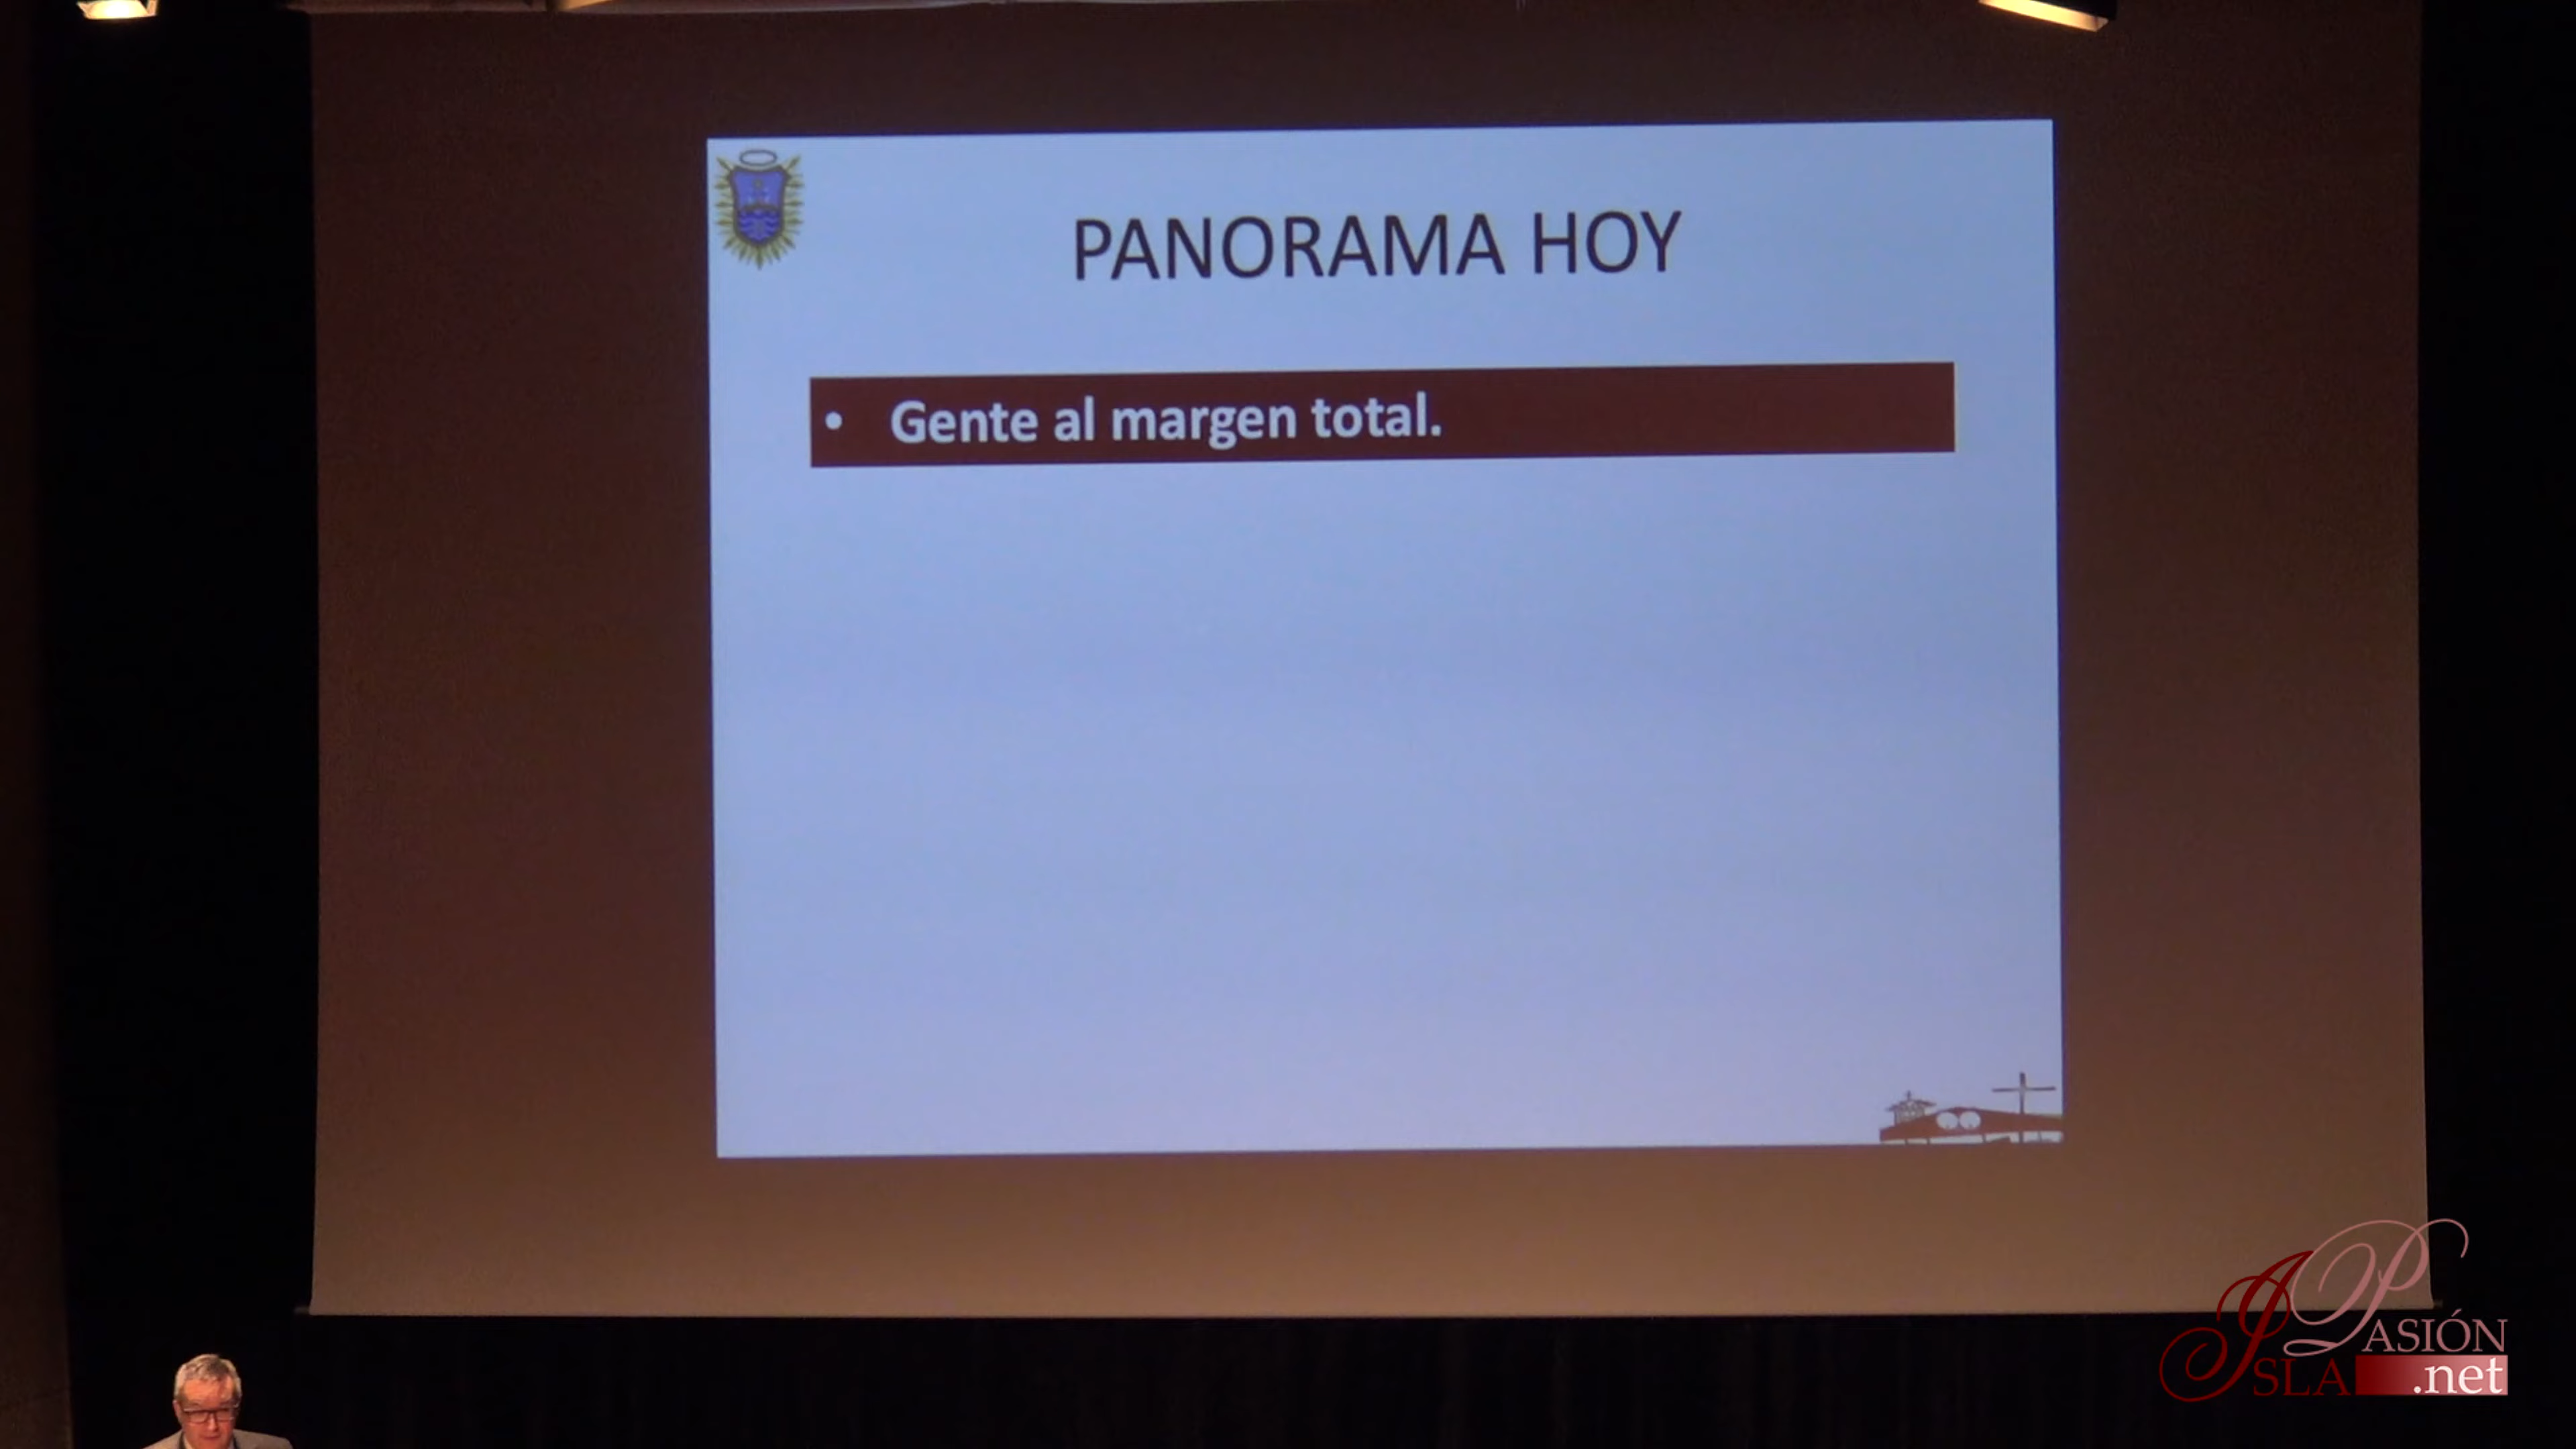 PANORAMA HOY
• Gente al margen total.
PASIÓN
ISLA
.net